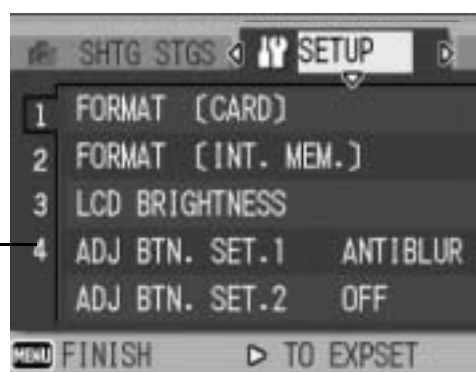 SHTG STGS SETUP
1 FORMAT [CARD]
2 FORMAT [INT. MEM.]
3 LCD BRIGHTNESS
4 ADJ BTN. SET.1 ANTIBLUR
ADJ BTN. SET.2 OFF
MENU FINISH TO EXPSET